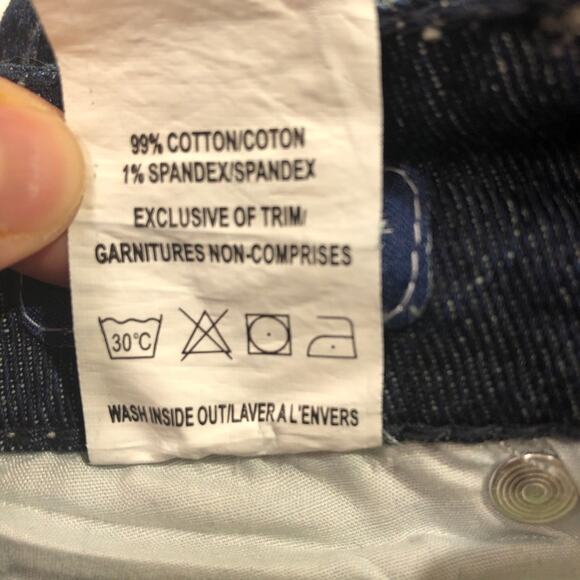 99% COTTON/COTON
1% SPANDEX/SPANDEX
EXCLUSIVE OF TRIM/
GARNITURES NON-COMPRISES
30°C
WASH INSIDE OUT/LAVER A L'ENVERS